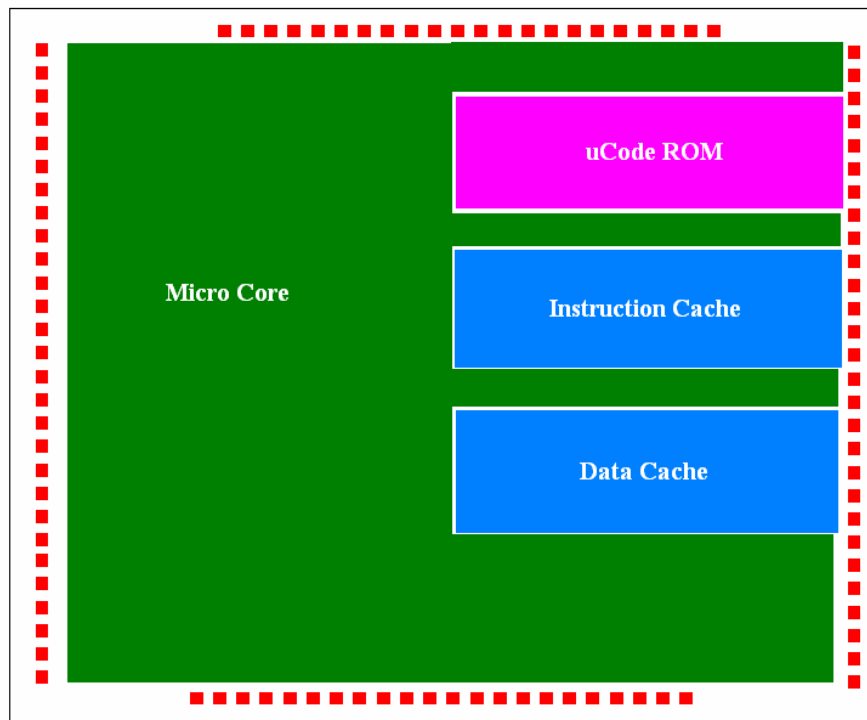 uCode ROM
Micro Core
Instruction Cache
Data Cache